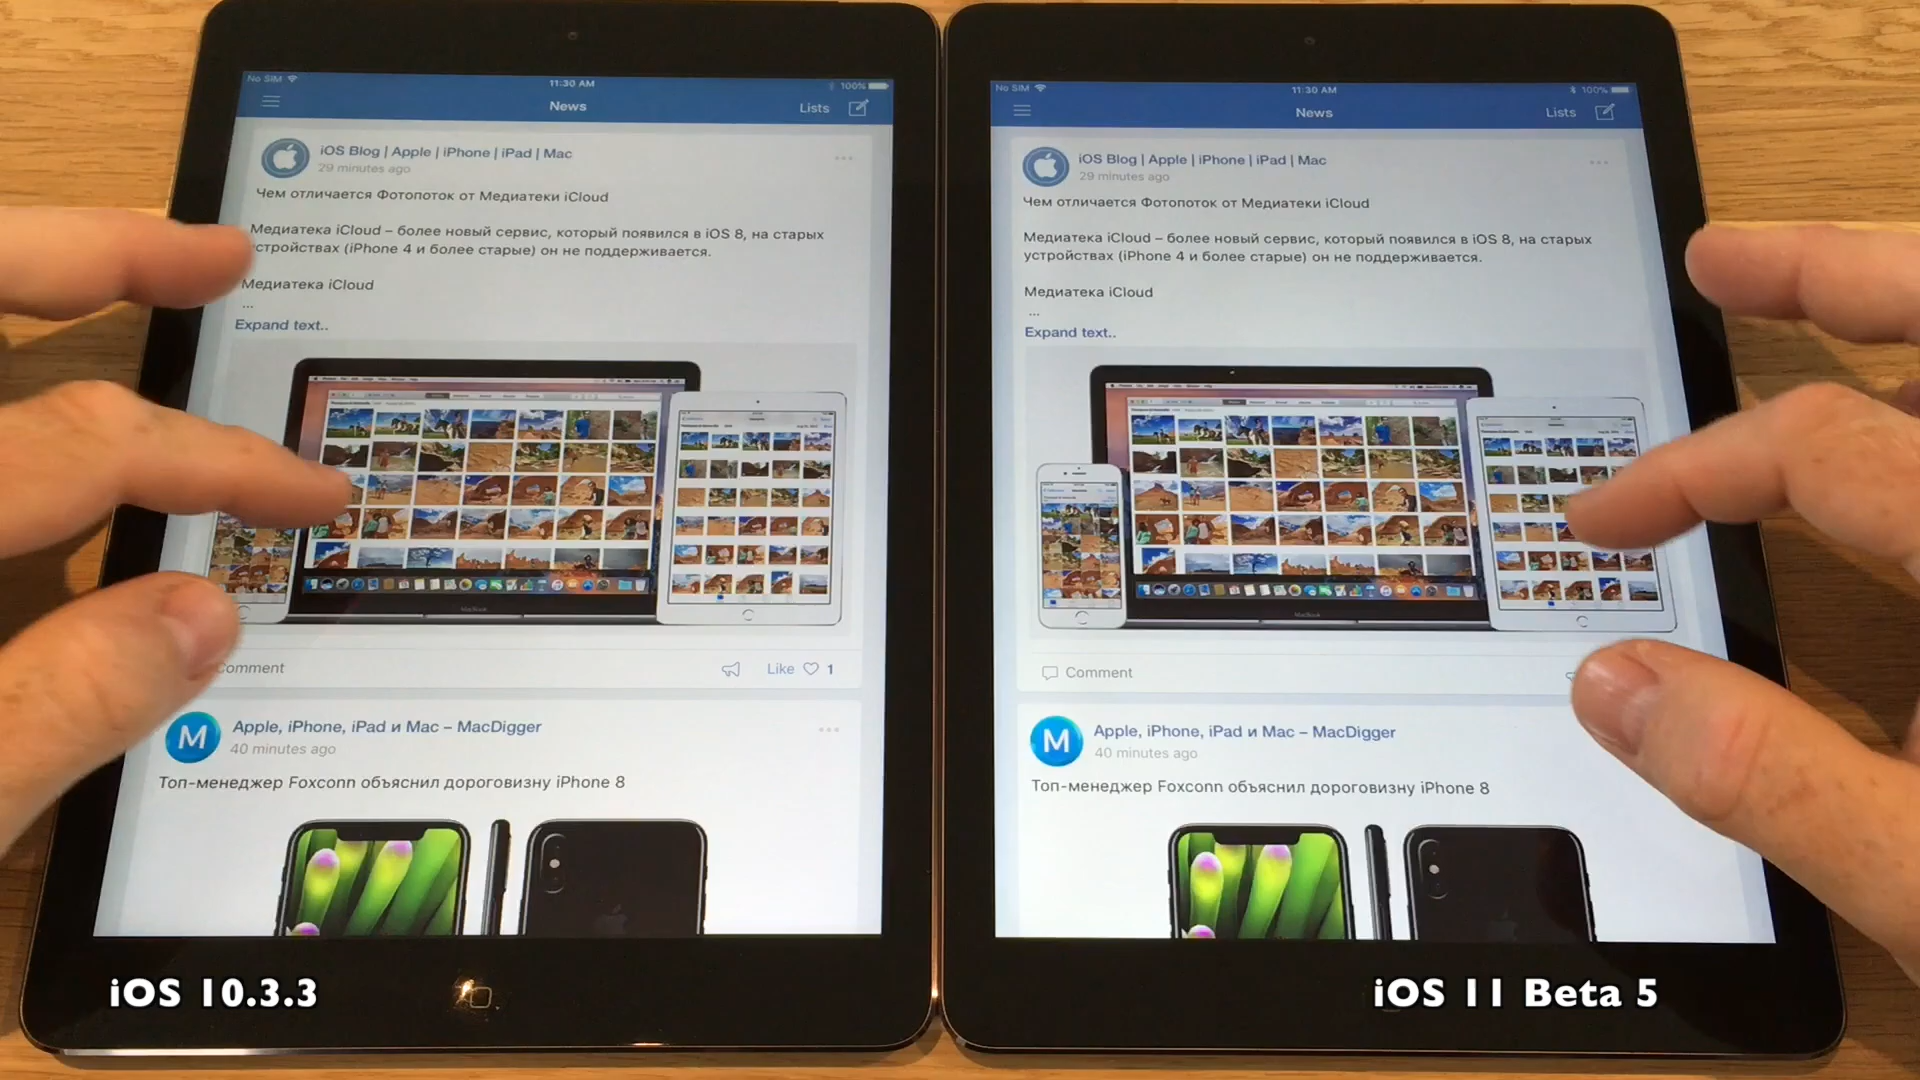 No SIM 11:30 AM 100%
News Lists
iOS Blog | Apple | iPhone | iPad | Mac
29 minutes ago
Чем отличается Фотопоток от Медиатеки iCloud
Медиатека iCloud – более новый сервис, который появился в iOS 8, на старых
устройствах (iPhone 4 и более старые) он не поддерживается.
Медиатека iCloud
...
Expand text..
MacBook
Comment Like 1
M
Apple, iPhone, iPad и Mac – MacDigger
40 minutes ago
Топ-менеджер Foxconn объяснил дороговизну iPhone 8
iOS 10.3.3
No SIM 11:30 AM 100%
News Lists
iOS Blog | Apple | iPhone | iPad | Mac
29 minutes ago
Чем отличается Фотопоток от Медиатеки iCloud
Медиатека iCloud – более новый сервис, который появился в iOS 8, на старых
устройствах (iPhone 4 и более старые) он не поддерживается.
Медиатека iCloud
...
Expand text..
MacBook
Comment
M
Apple, iPhone, iPad и Mac – MacDigger
40 minutes ago
Топ-менеджер Foxconn объяснил дороговизну iPhone 8
iOS 11 Beta 5